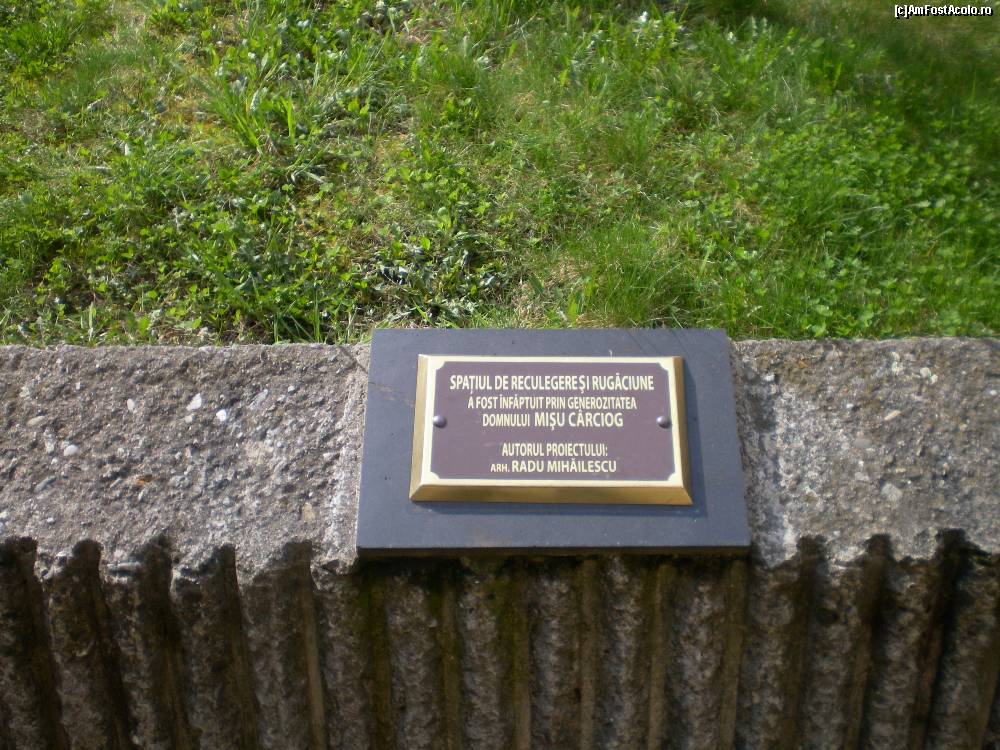 [c]AmFostAcolo.ro
SPAȚIUL DE RECULEGERE ȘI RUGĂCIUNE
A FOST ÎNFĂPTUIT PRIN GENEROZITATEA
DOMNULUI MIȘU CÂRCIOG
AUTORUL PROIECTULUI:
ARH. RADU MIHĂILESCU